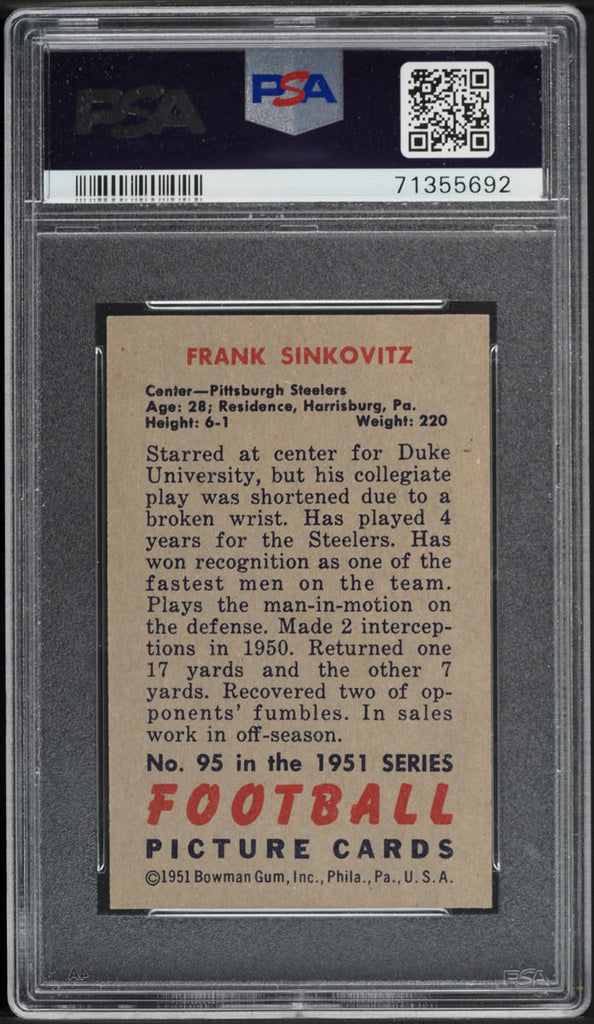 PSA
PSA
71355692
FRANK SINKOVITZ
Center—Pittsburgh Steelers
Age: 28; Residence, Harrisburg, Pa.
Height: 6-1 Weight: 220
Starred at center for Duke
University, but his collegiate
play was shortened due to a
broken wrist. Has played 4
years for the Steelers. Has
won recognition as one of the
fastest men on the team.
Plays the man-in-motion on
the defense. Made 2 intercep-
tions in 1950. Returned one
17 yards and the other 7
yards. Recovered two of op-
ponents' fumbles. In sales
work in off-season.
No. 95 in the 1951 SERIES
FOOTBALL
PICTURE CARDS
©1951 Bowman Gum, Inc., Phila., Pa., U. S. A.
PSA